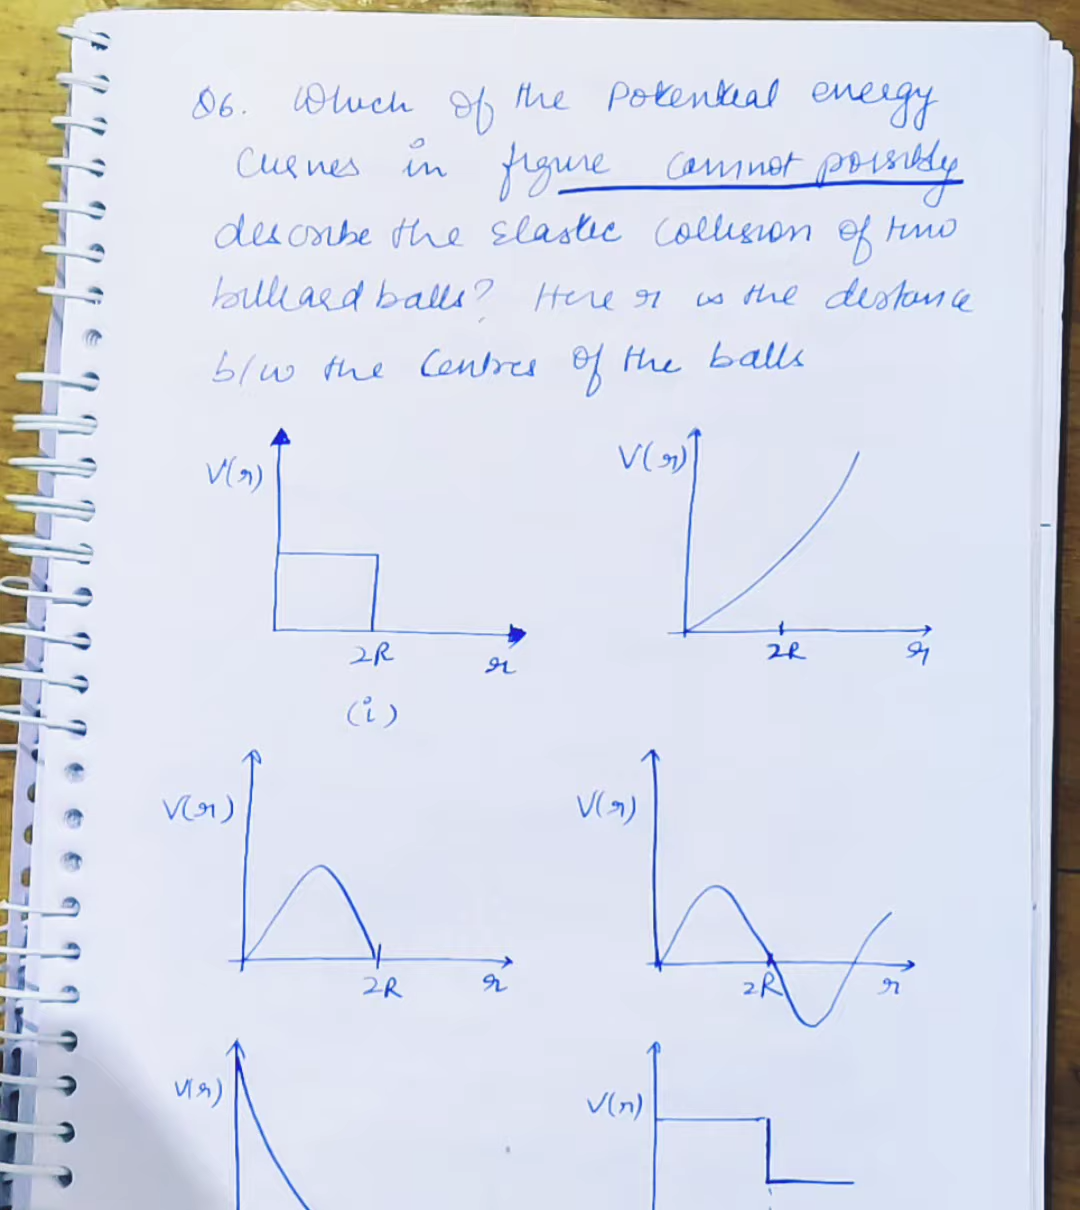 Q6. Which of the potential energy
curves in figure cannot possibly
describe the elastic collision of two
billiard balls? Here r is the distance
b/w the centres of the balls
V(r)
V(r)
2R
r
2R
r
(i)
V(r)
V(r)
2R
r
2R
r
V(r)
V(r)